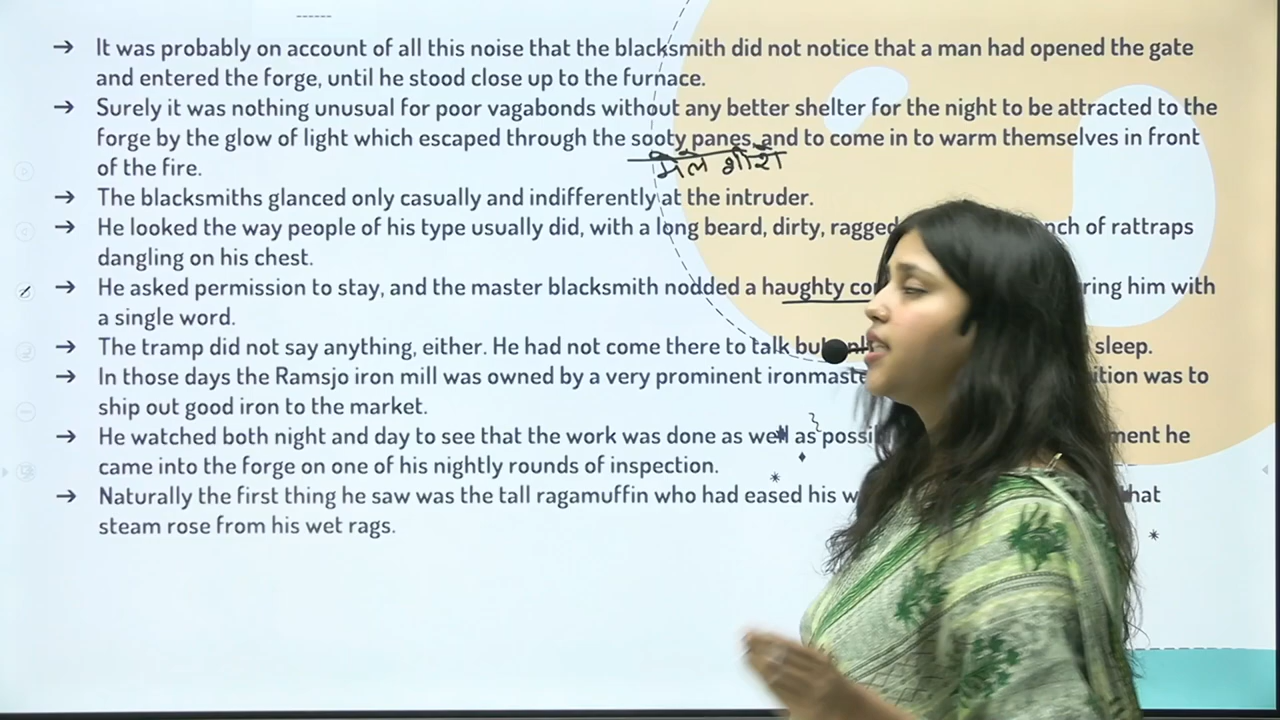 → It was probably on account of all this noise that the blacksmith did not notice that a man had opened the gate
and entered the forge, until he stood close up to the furnace.
→ Surely it was nothing unusual for poor vagabonds without any better shelter for the night to be attracted to the
forge by the glow of light which escaped through the sooty panes, and to come in to warm themselves in front
of the fire.
→ The blacksmiths glanced only casually and indifferently at the intruder.
→ He looked the way people of his type usually did, with a long beard, dirty, ragged of rattraps
dangling on his chest.
→ He asked permission to stay, and the master blacksmith nodded a haughty him with
a single word.
→ The tramp did not say anything, either. He had not come there to talk sleep.
→ In those days the Ramsjo iron mill was owned by a very prominent was to
ship out good iron to the market.
→ He watched both night and day to see that the work was done as well as he
came into the forge on one of his nightly rounds of inspection.
→ Naturally the first thing he saw was the tall ragamuffin who had eased his
steam rose from his wet rags.